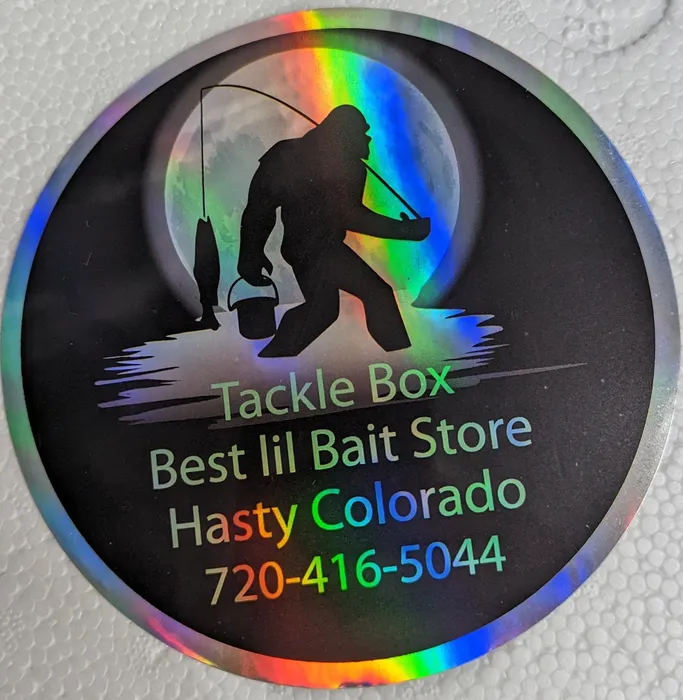 Tackle Box
Best lil Bait Store
Hasty Colorado
720-416-5044